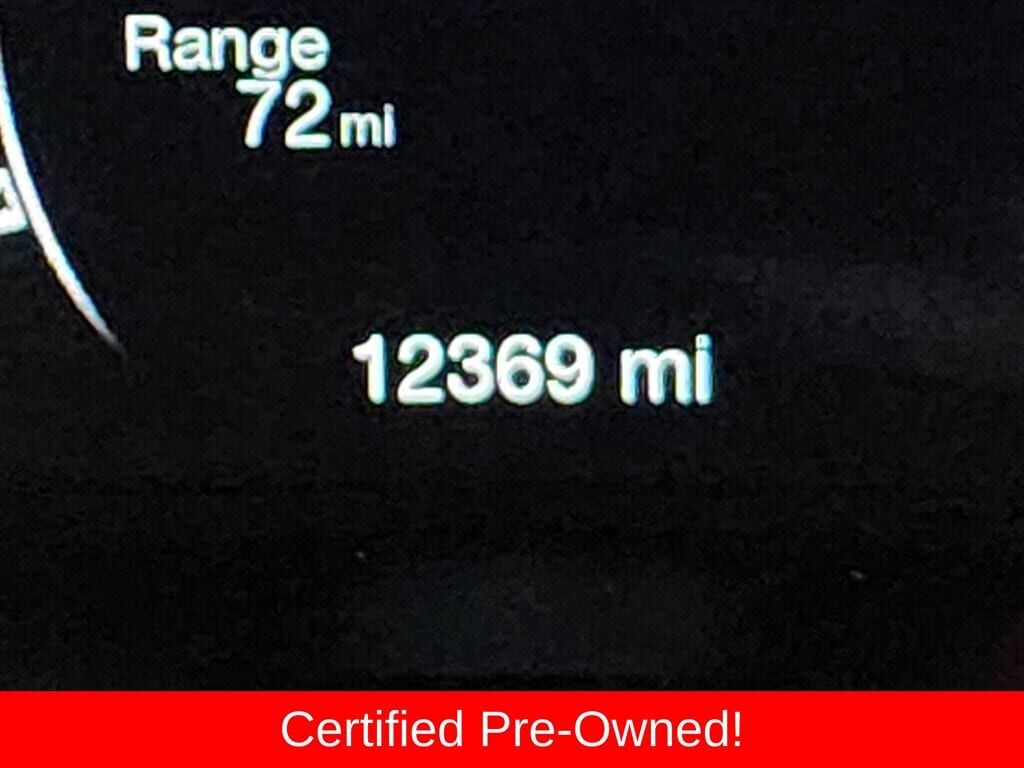 Range
72 mi
12369 mi
Certified Pre-Owned!